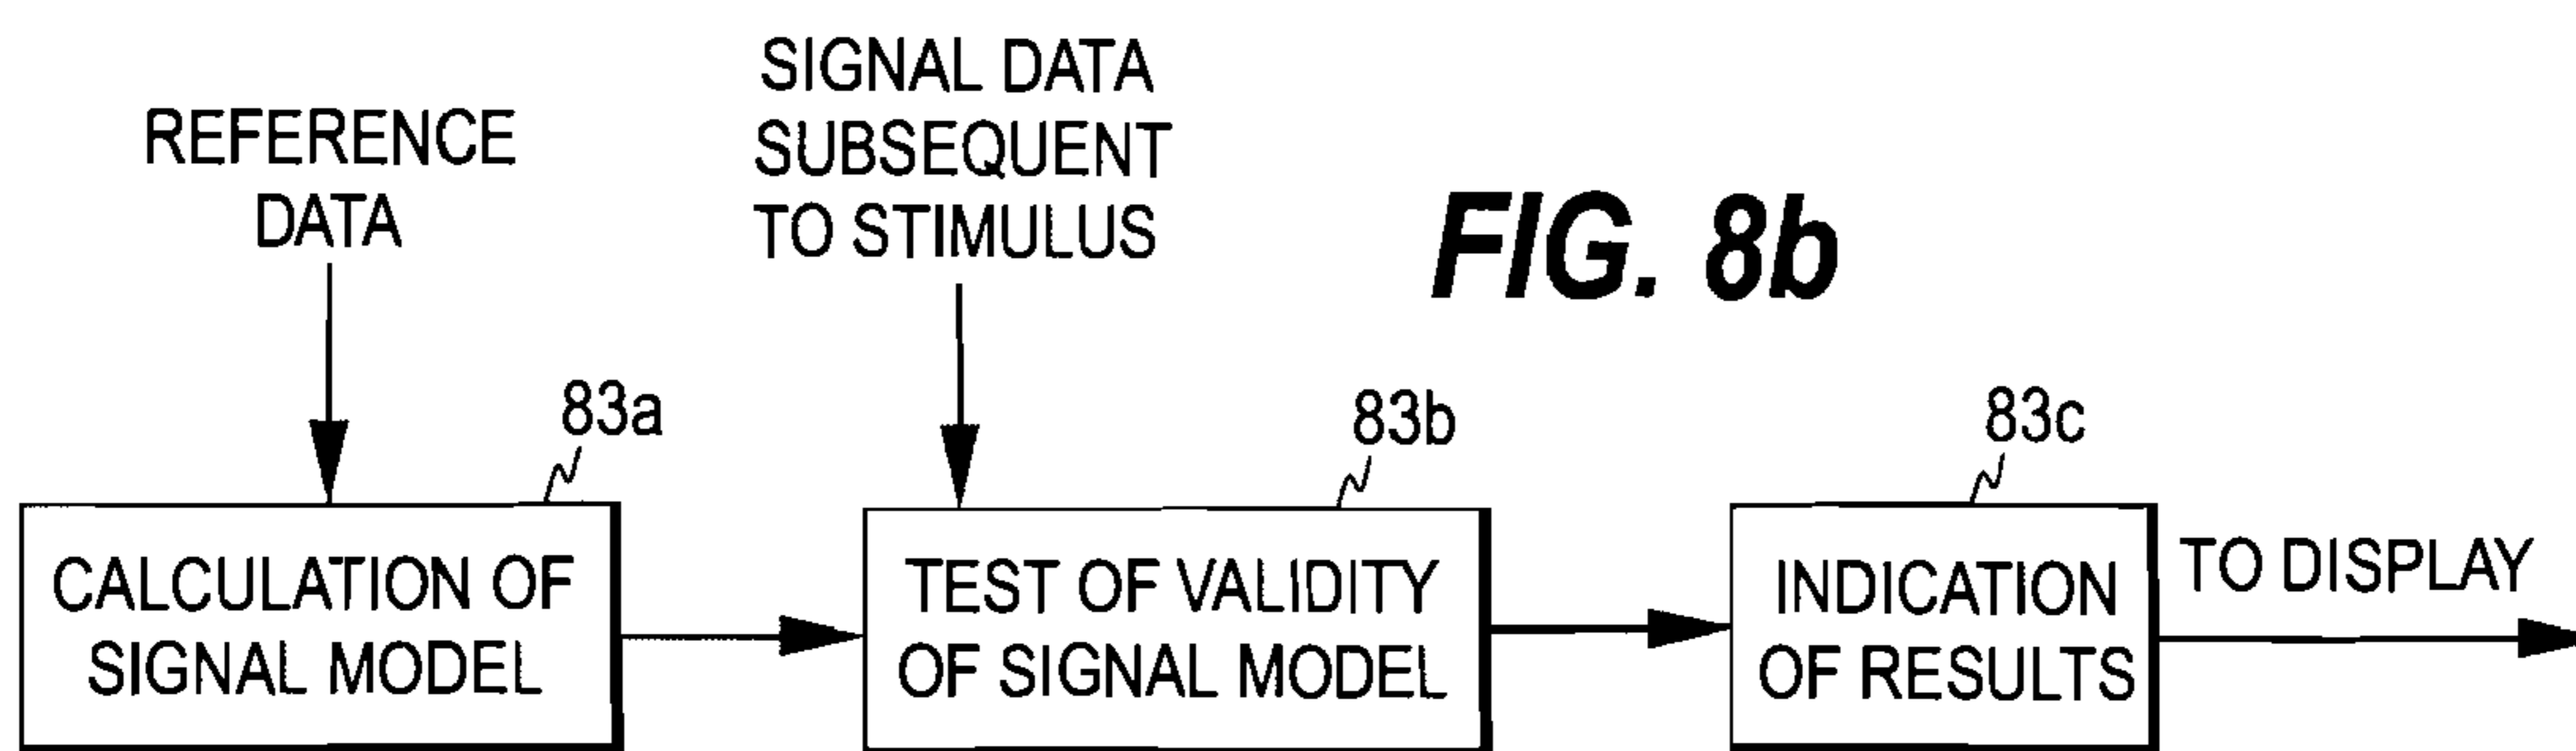 REFERENCE
DATA
SIGNAL DATA
SUBSEQUENT
TO STIMULUS
FIG. 8b
83a
83b
83c
CALCULATION OF
SIGNAL MODEL
TEST OF VALIDITY
OF SIGNAL MODEL
INDICATION
OF RESULTS
TO DISPLAY